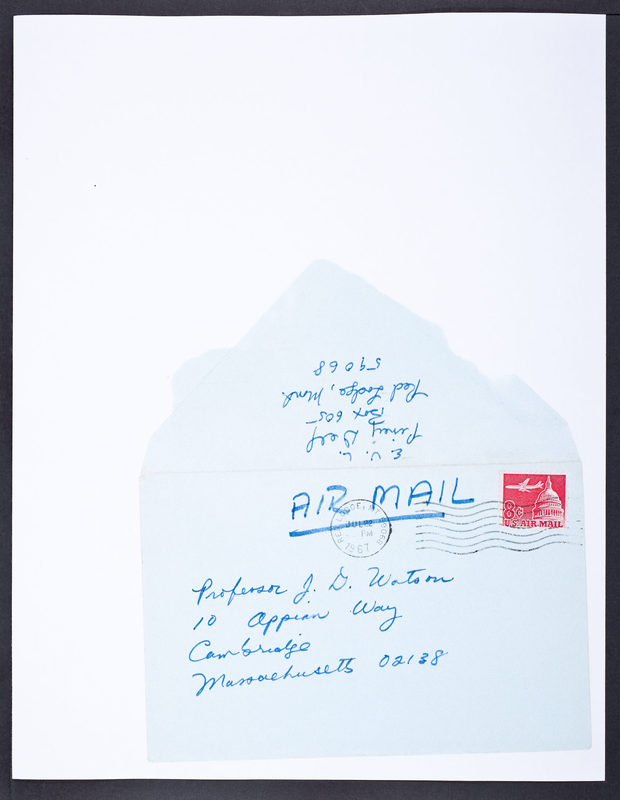 E. V. L.
Piney Dell
Box 605
Red Lodge, Mont.
59068
AIR MAIL
JUL
PM
1967
8¢
U.S AIR MAIL
Professor J. D. Watson
10 Appian Way
Cambridge
Massachusetts 02138